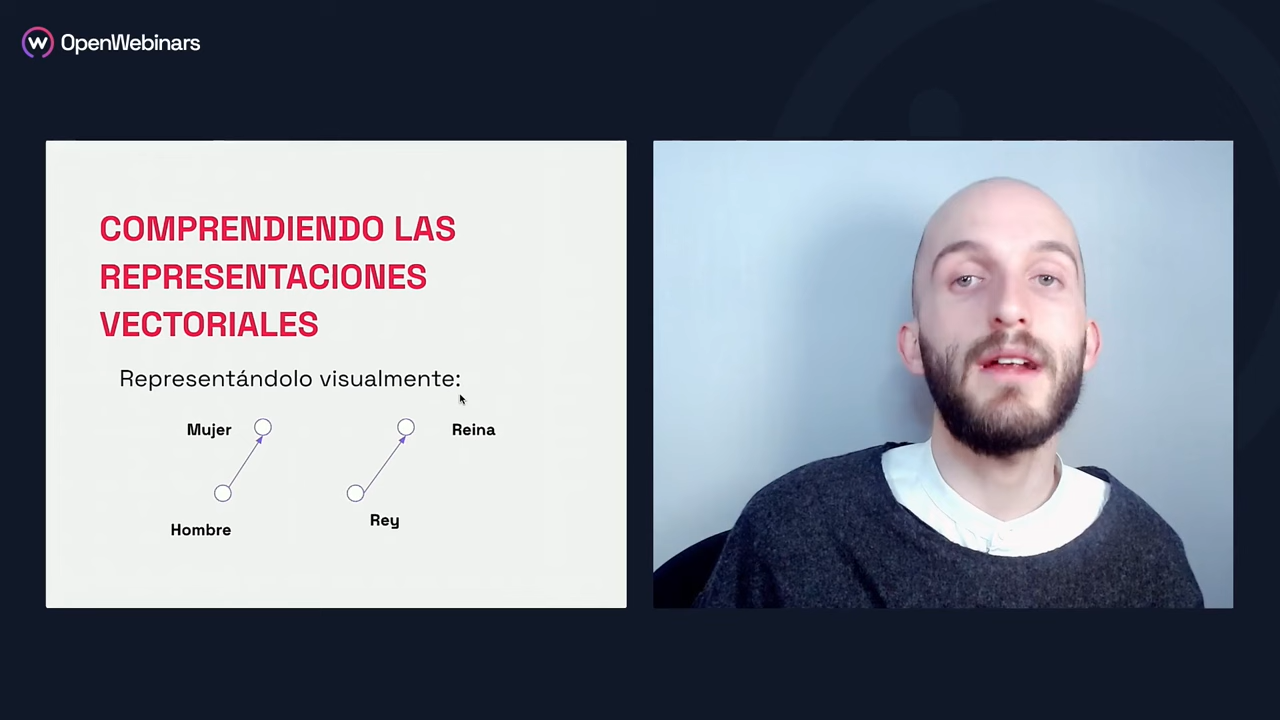 OpenWebinars
COMPRENDIENDO LAS
REPRESENTACIONES
VECTORIALES
Representándolo visualmente:
Mujer
Reina
Rey
Hombre